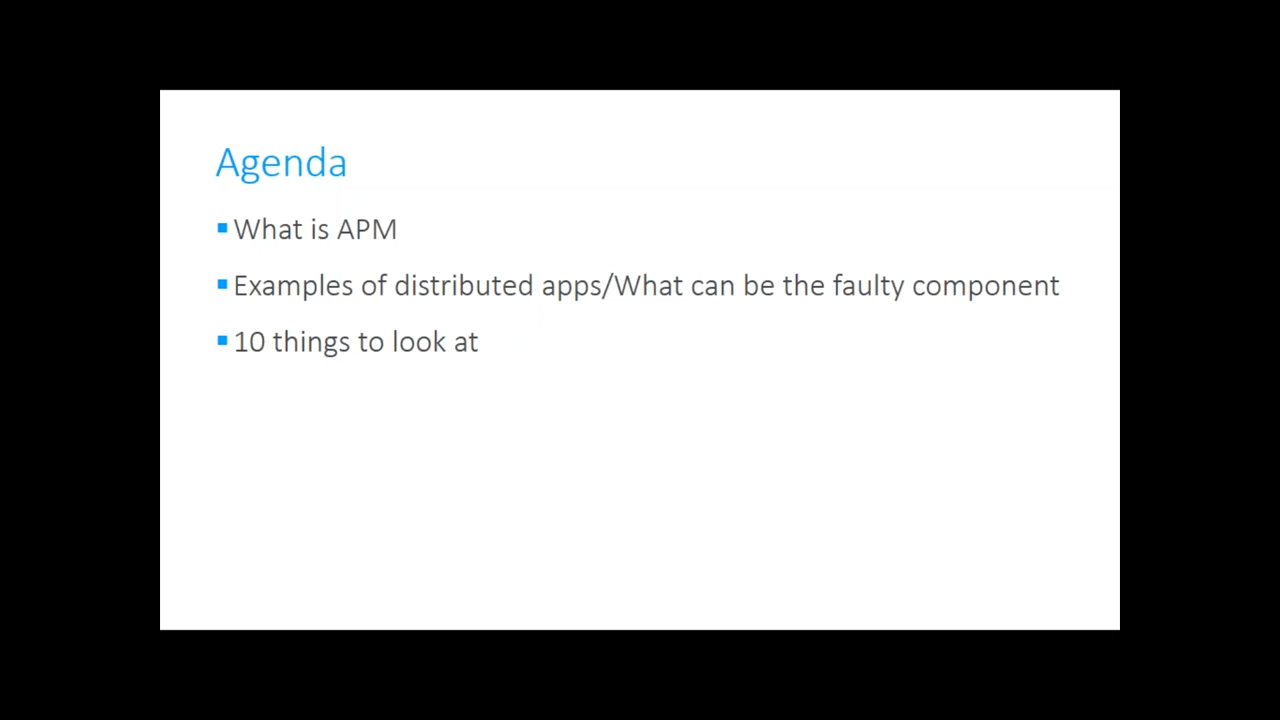 Agenda
What is APM
Examples of distributed apps/What can be the faulty component
10 things to look at